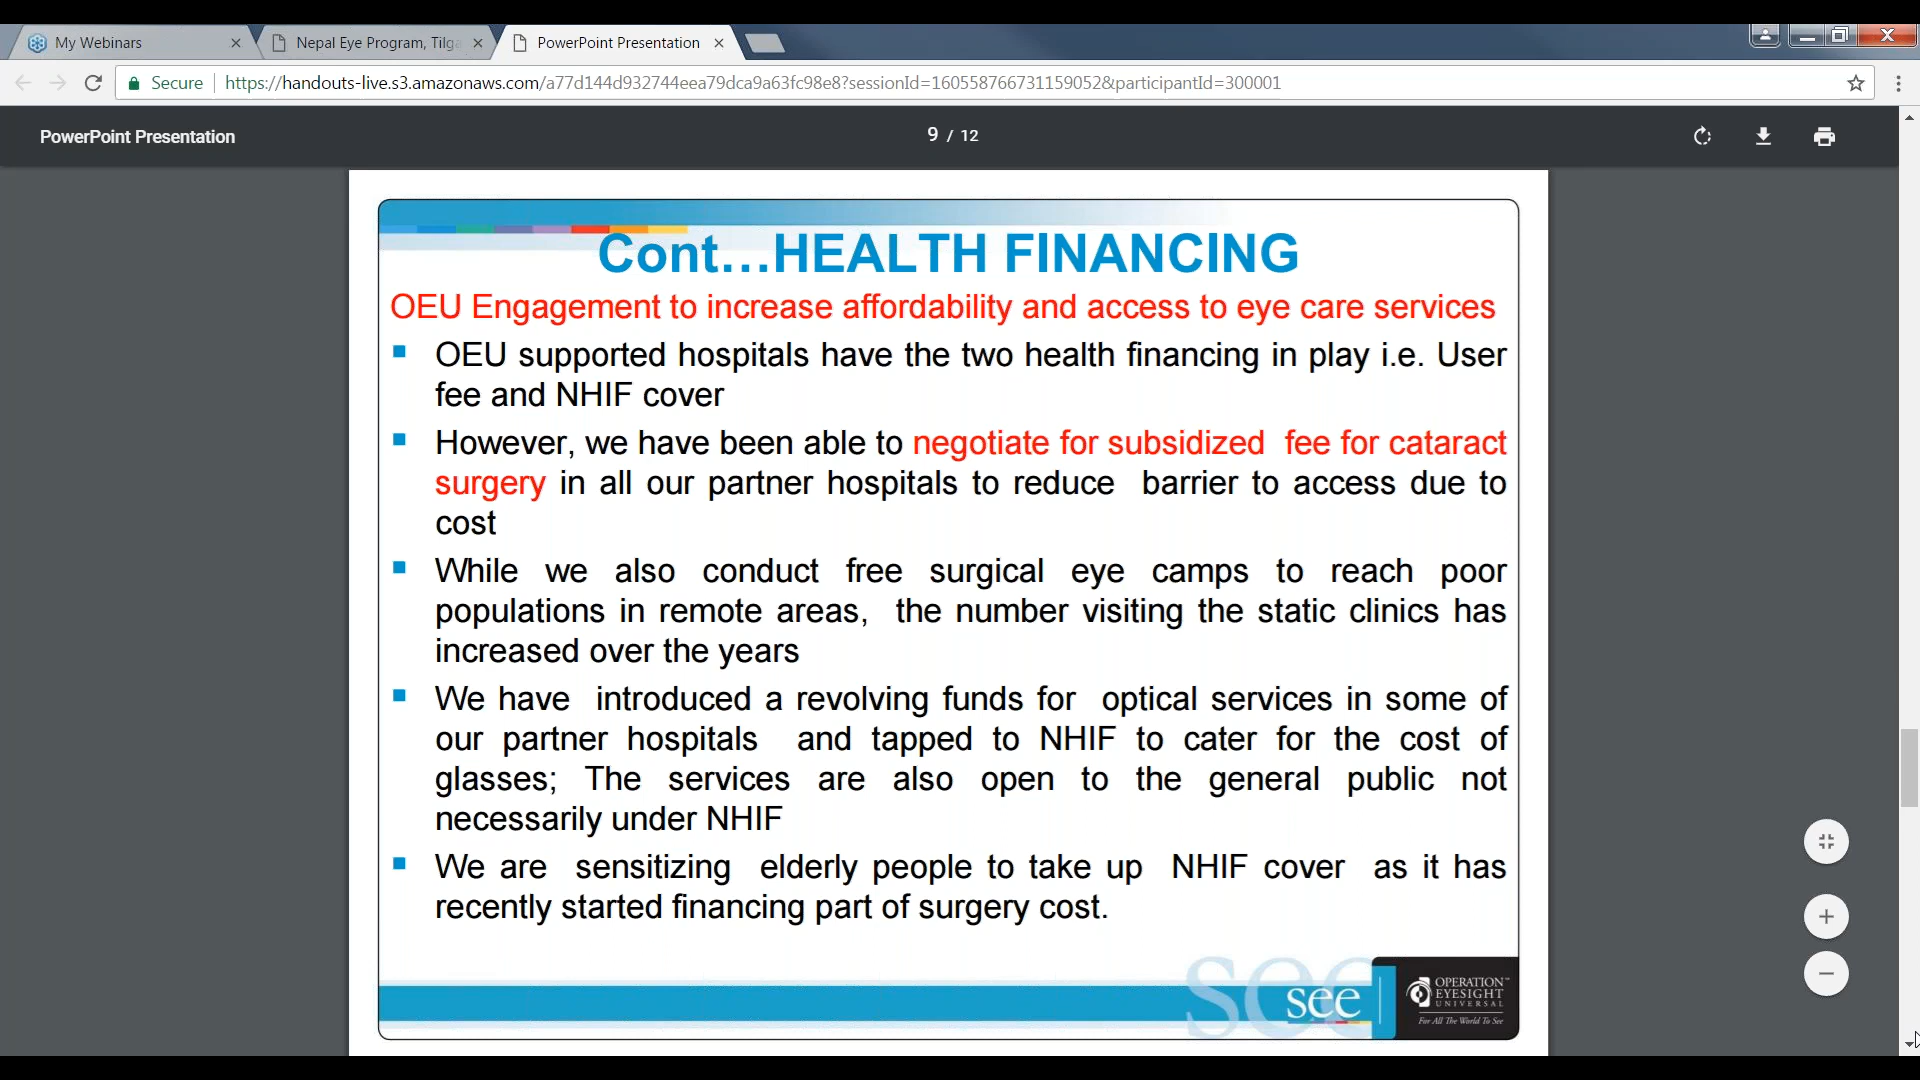 My Webinars
Nepal Eye Program, Tilga
PowerPoint Presentation
Secure
https://handouts-live.s3.amazonaws.com/a77d144d932744eea79dca9a63fc98e8?sessionId=1605587667311590528&participantId=300001
PowerPoint Presentation
9 / 12
Cont...HEALTH FINANCING
OEU Engagement to increase affordability and access to eye care services
OEU supported hospitals have the two health financing in play i.e. User
fee and NHIF cover
However, we have been able to negotiate for subsidized fee for cataract
surgery in all our partner hospitals to reduce barrier to access due to
cost
While we also conduct free surgical eye camps to reach poor
populations in remote areas, the number visiting the static clinics has
increased over the years
We have introduced a revolving funds for optical services in some of
our partner hospitals and tapped to NHIF to cater for the cost of
glasses; The services are also open to the general public not
necessarily under NHIF
We are sensitizing elderly people to take up NHIF cover as it has
recently started financing part of surgery cost.
see
see
OPERATION™
EYESIGHT
UNIVERSAL
For All The World To See